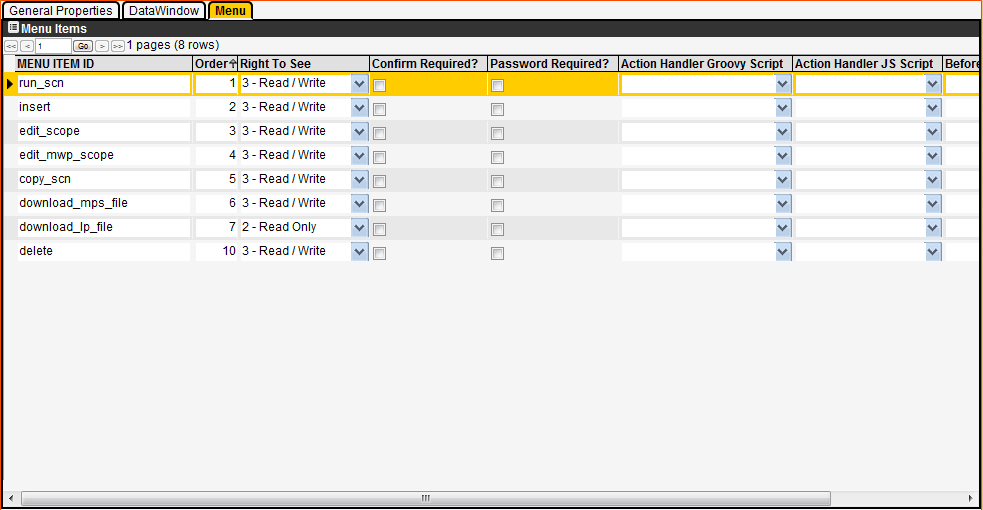 General Properties DataWindow Menu
Menu Items
<< < 1 Go > >> 1 pages (8 rows)
MENU ITEM ID Order Right To See Confirm Required? Password Required? Action Handler Groovy Script Action Handler JS Script Before
run_scn 1 3 - Read / Write
insert 2 3 - Read / Write
edit_scope 3 3 - Read / Write
edit_mwp_scope 4 3 - Read / Write
copy_scn 5 3 - Read / Write
download_mps_file 6 3 - Read / Write
download_lp_file 7 2 - Read Only
delete 10 3 - Read / Write